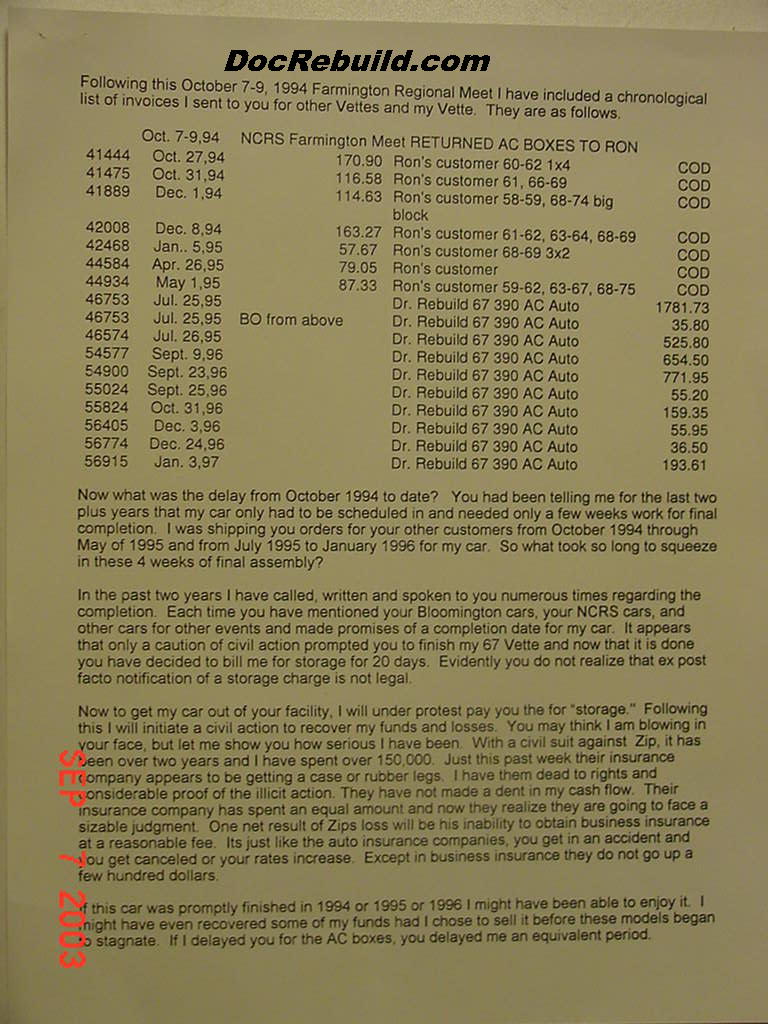 DocRebuild.com
Following this October 7-9, 1994 Farmington Regional Meet I have included a chronological
list of invoices I sent to you for other Vettes and my Vette. They are as follows.
Oct. 7-9,94 NCRS Farmington Meet RETURNED AC BOXES TO RON
41444 Oct. 27,94 170.90 Ron's customer 60-62 1x4 COD
41475 Oct. 31,94 116.58 Ron's customer 61, 66-69 COD
41889 Dec. 1,94 114.63 Ron's customer 58-59, 68-74 big COD
block
42008 Dec. 8,94 163.27 Ron's customer 61-62, 63-64, 68-69 COD
42468 Jan.. 5,95 57.67 Ron's customer 68-69 3x2 COD
44584 Apr. 26,95 79.05 Ron's customer COD
44934 May 1,95 87.33 Ron's customer 59-62, 63-67, 68-75 COD
46753 Jul. 25,95 Dr. Rebuild 67 390 AC Auto 1781.73
46753 Jul. 25,95 BO from above Dr. Rebuild 67 390 AC Auto 35.80
46574 Jul. 26,95 Dr. Rebuild 67 390 AC Auto 525.80
54577 Sept. 9,96 Dr. Rebuild 67 390 AC Auto 654.50
54900 Sept. 23,96 Dr. Rebuild 67 390 AC Auto 771.95
55024 Sept. 25,96 Dr. Rebuild 67 390 AC Auto 55.20
55824 Oct. 31,96 Dr. Rebuild 67 390 AC Auto 159.35
56405 Dec. 3,96 Dr. Rebuild 67 390 AC Auto 55.95
56774 Dec. 24,96 Dr. Rebuild 67 390 AC Auto 36.50
56915 Jan. 3,97 Dr. Rebuild 67 390 AC Auto 193.61
Now what was the delay from October 1994 to date? You had been telling me for the last two
plus years that my car only had to be scheduled in and needed only a few weeks work for final
completion. I was shipping you orders for your other customers from October 1994 through
May of 1995 and from July 1995 to January 1996 for my car. So what took so long to squeeze
in these 4 weeks of final assembly?
In the past two years I have called, written and spoken to you numerous times regarding the
completion. Each time you have mentioned your Bloomington cars, your NCRS cars, and
other cars for other events and made promises of a completion date for my car. It appears
that only a caution of civil action prompted you to finish my 67 Vette and now that it is done
you have decided to bill me for storage for 20 days. Evidently you do not realize that ex post
facto notification of a storage charge is not legal.
Now to get my car out of your facility, I will under protest pay you the for "storage." Following
this I will initiate a civil action to recover my funds and losses. You may think I am blowing in
your face, but let me show you how serious I have been. With a civil suit against Zip, it has
been over two years and I have spent over 150,000. Just this past week their insurance
company appears to be getting a case or rubber legs. I have them dead to rights and
considerable proof of the illicit action. They have not made a dent in my cash flow. Their
insurance company has spent an equal amount and now they realize they are going to face a
sizable judgment. One net result of Zips loss will be his inability to obtain business insurance
at a reasonable fee. Its just like the auto insurance companies, you get in an accident and
you get canceled or your rates increase. Except in business insurance they do not go up a
few hundred dollars.
If this car was promptly finished in 1994 or 1995 or 1996 I might have been able to enjoy it. I
might have even recovered some of my funds had I chose to sell it before these models began
to stagnate. If I delayed you for the AC boxes, you delayed me an equivalent period.
SEP 7 2003